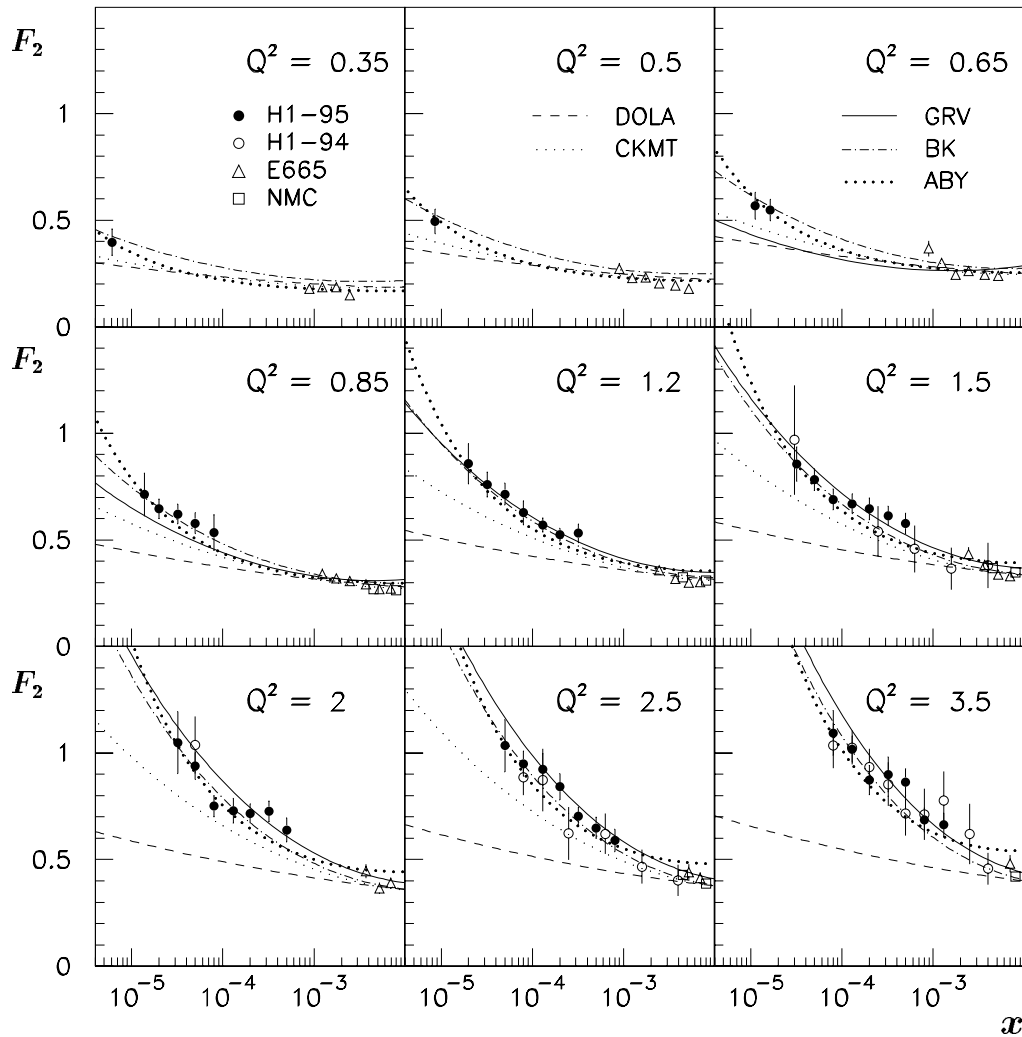 F₂
Q² = 0.35
Q² = 0.5
Q² = 0.65
1
H1-95
H1-94
E665
NMC
DOLA
CKMT
GRV
BK
ABY
0.5
0
F₂
Q² = 0.85
Q² = 1.2
Q² = 1.5
1
0.5
0
F₂
Q² = 2
Q² = 2.5
Q² = 3.5
1
0.5
0
10⁻⁵ 10⁻⁴ 10⁻³ 10⁻⁵ 10⁻⁴ 10⁻³ 10⁻⁵ 10⁻⁴ 10⁻³
x